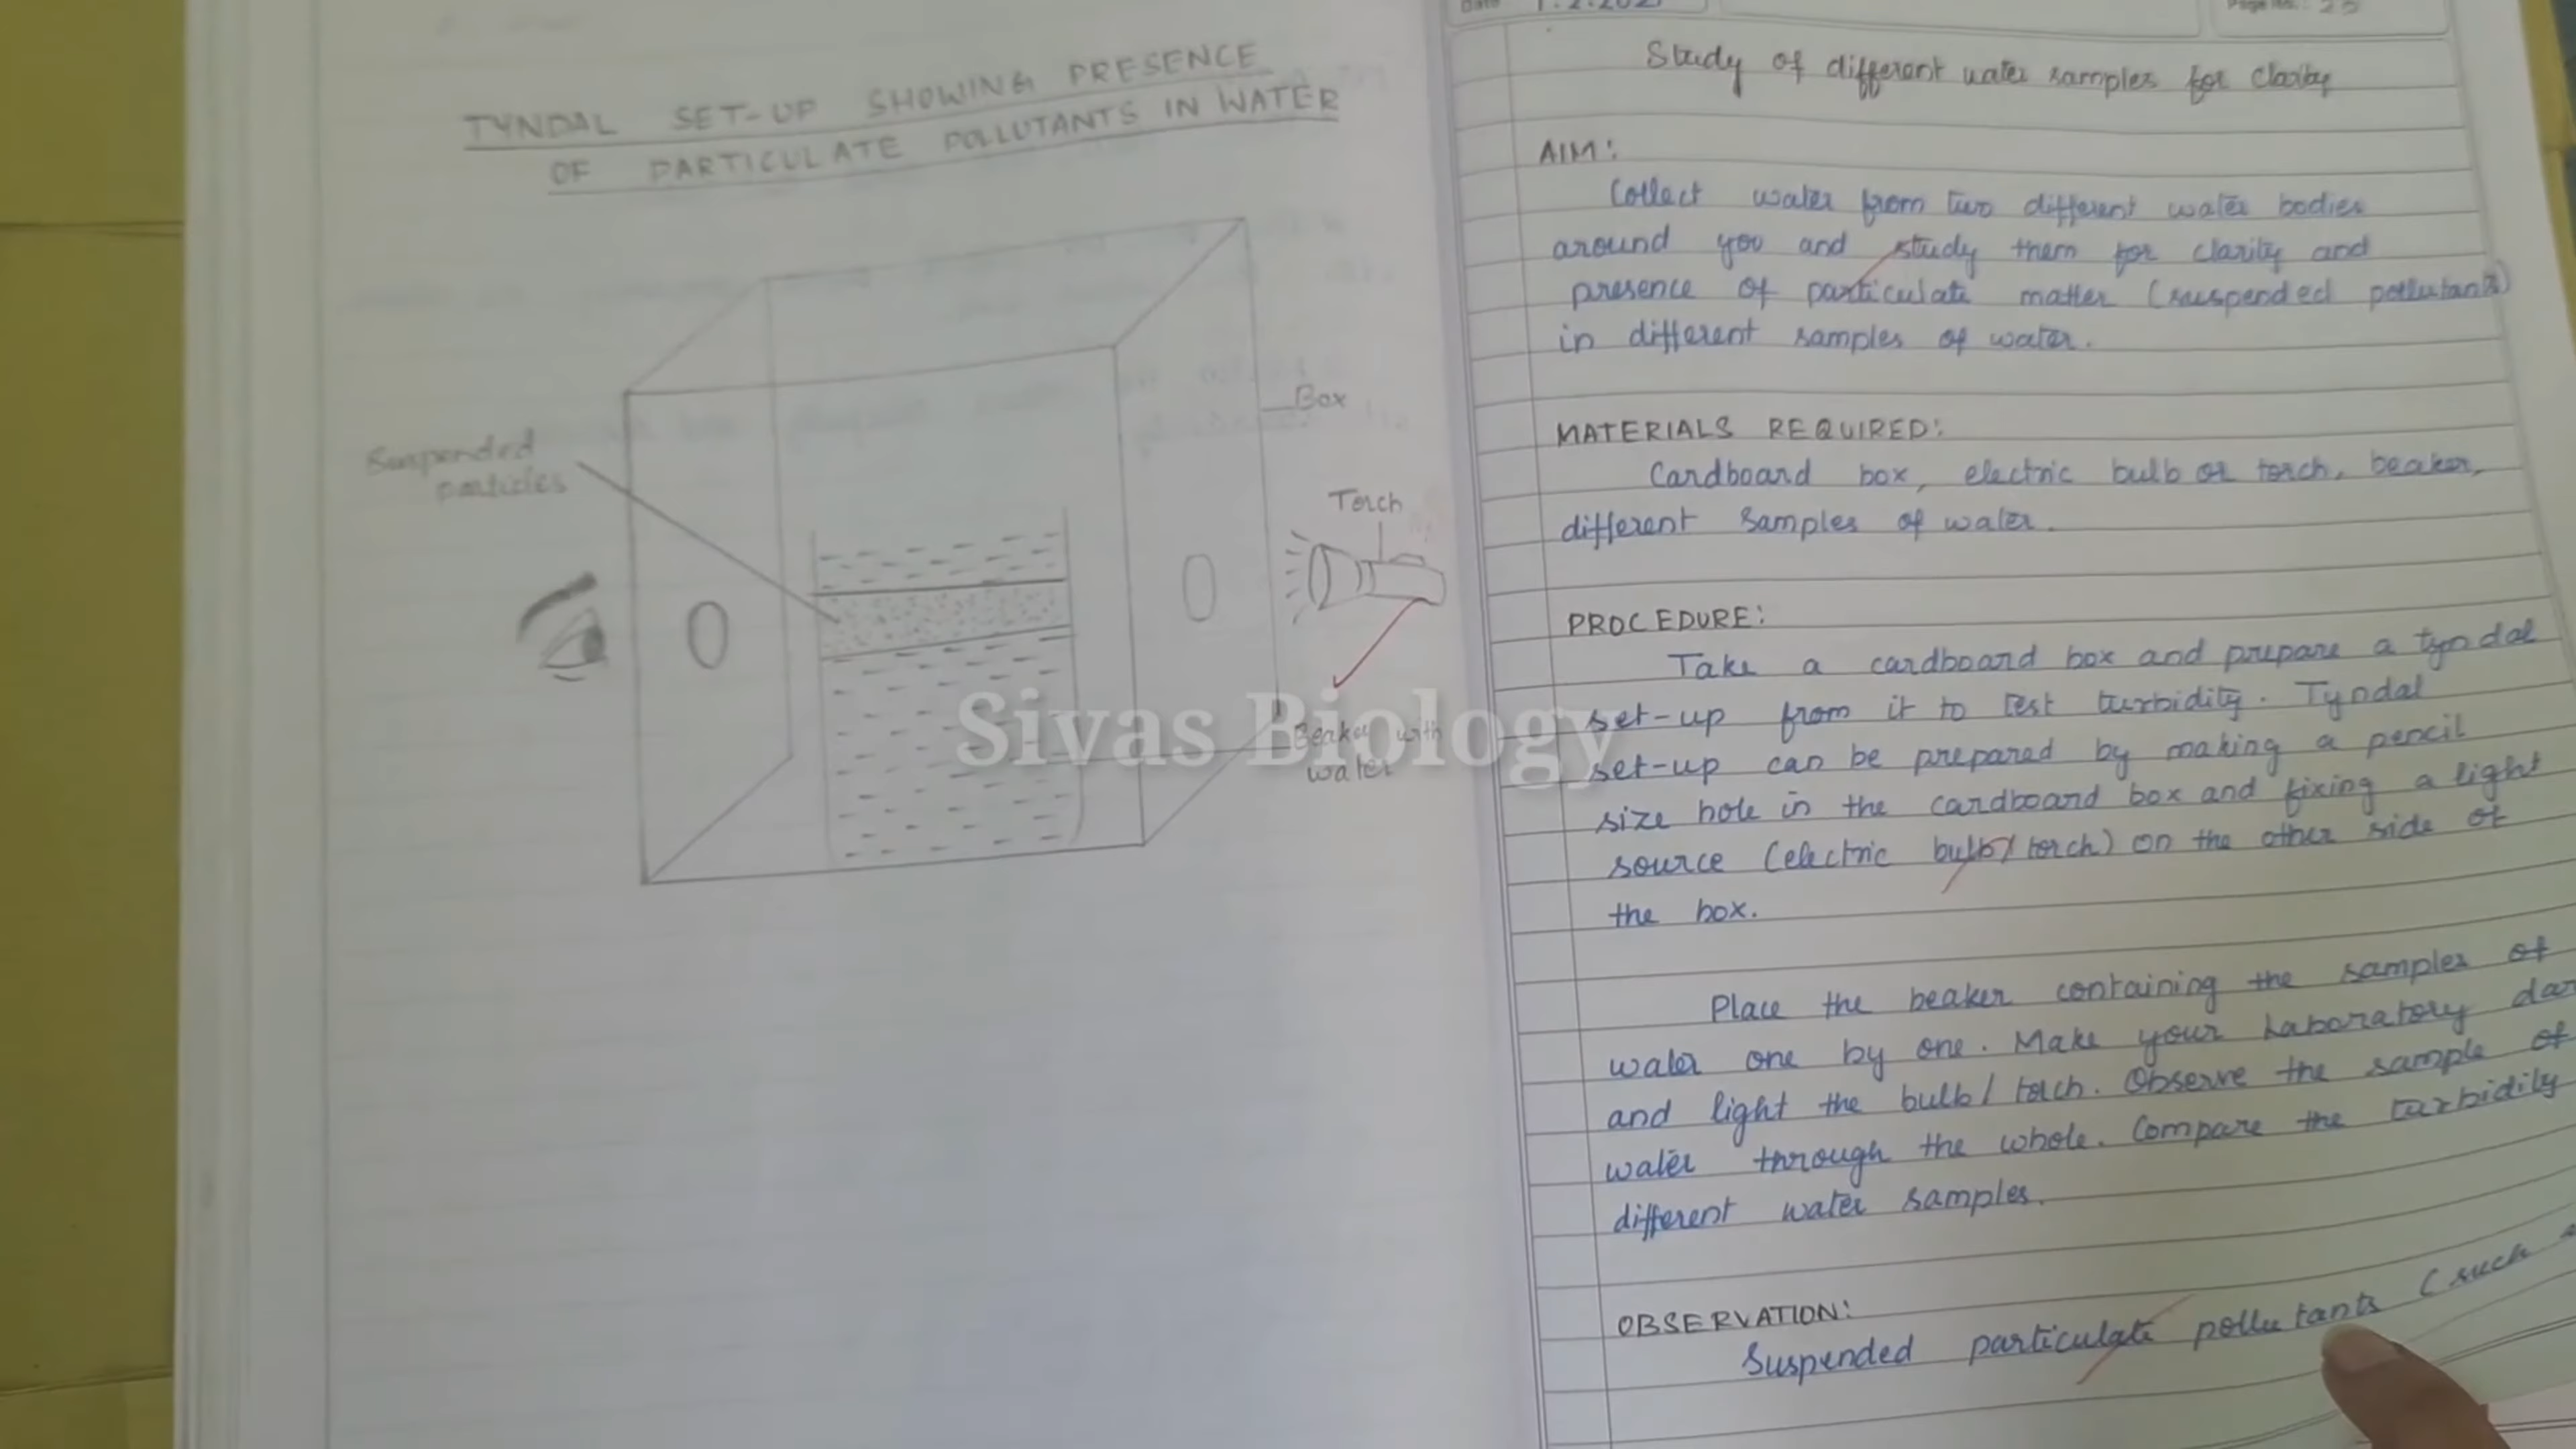 TYNDAL SET-UP SHOWING PRESENCE
OF PARTICULATE POLLUTANTS IN WATER
Box
Suspended
particles
Torch
Beaker with
water
Sivas Biology
Date
Page No.: 25
Study of different water samples for clarity
AIM:
Collect water from two different water bodies
around you and study them for clarity and
presence of particulate matter (suspended pollutants)
in different samples of water.
MATERIALS REQUIRED:
Cardboard box, electric bulb or torch, beaker,
different samples of water.
PROCEDURE:
Take a cardboard box and prepare a tyndal
set-up from it to test turbidity. Tyndal
set-up can be prepared by making a pencil
size hole in the cardboard box and fixing a light
source (electric bulb/torch) on the other side of
the box.
Place the beaker containing the samples of
water one by one. Make your Laboratory dar
and light the bulb/torch. Observe the sample of
water through the whole. Compare the turbidity
different water samples.
OBSERVATION:
Suspended particulate pollutants (such